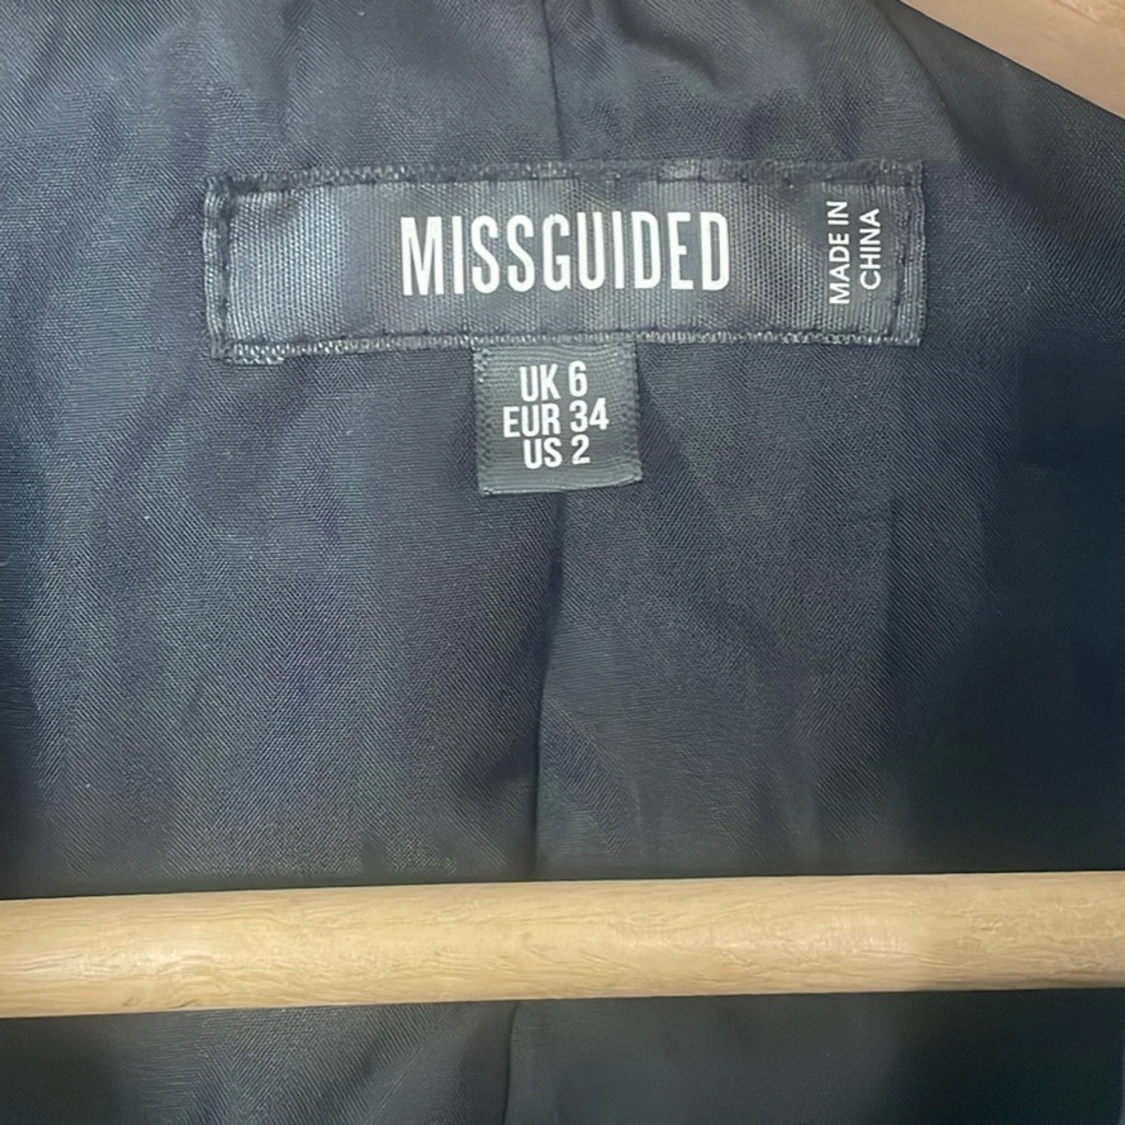 MISSGUIDED
MADE IN
CHINA
UK 6
EUR 34
US 2